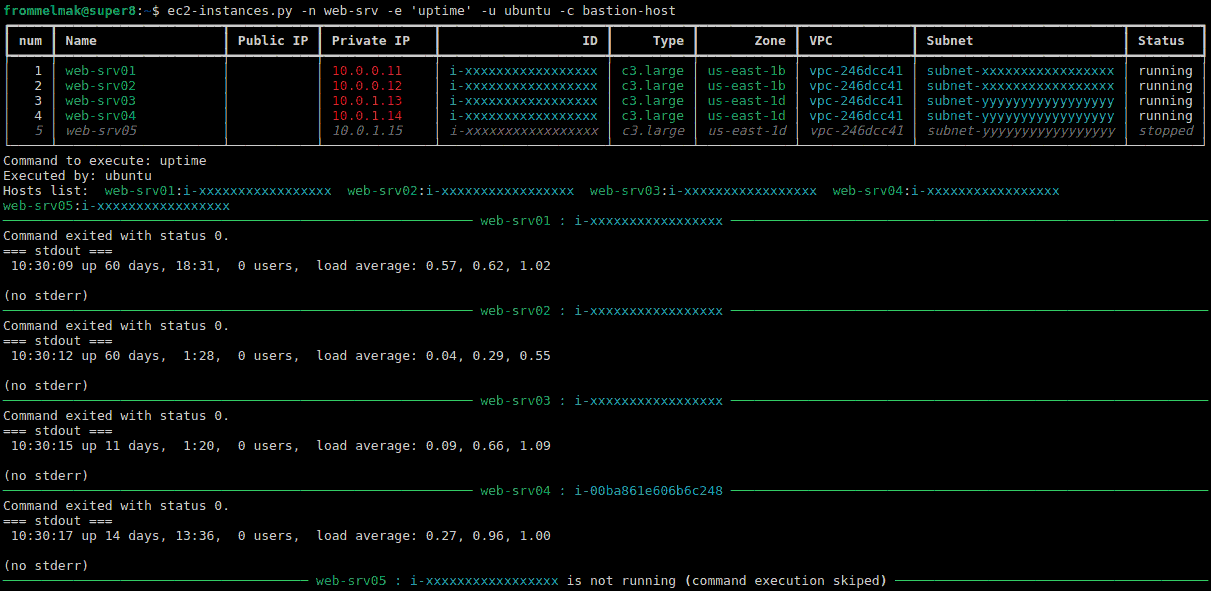 frommelmak@super8:~$ ec2-instances.py -n web-srv -e 'uptime' -u ubuntu -c bastion-host
num Name Public IP Private IP ID Type Zone VPC Subnet Status
1 web-srv01 10.0.0.11 i-xxxxxxxxxxxxxxxxx c3.large us-east-1b vpc-246dcc41 subnet-xxxxxxxxxxxxxxxxx running
2 web-srv02 10.0.0.12 i-xxxxxxxxxxxxxxxxx c3.large us-east-1b vpc-246dcc41 subnet-xxxxxxxxxxxxxxxxx running
3 web-srv03 10.0.1.13 i-xxxxxxxxxxxxxxxxx c3.large us-east-1d vpc-246dcc41 subnet-yyyyyyyyyyyyyyyyy running
4 web-srv04 10.0.1.14 i-xxxxxxxxxxxxxxxxx c3.large us-east-1d vpc-246dcc41 subnet-yyyyyyyyyyyyyyyyy running
5 web-srv05 10.0.1.15 i-xxxxxxxxxxxxxxxxx c3.large us-east-1d vpc-246dcc41 subnet-yyyyyyyyyyyyyyyyy stopped
Command to execute: uptime
Executed by: ubuntu
Hosts list:  web-srv01:i-xxxxxxxxxxxxxxxxx  web-srv02:i-xxxxxxxxxxxxxxxxx  web-srv03:i-xxxxxxxxxxxxxxxxx  web-srv04:i-xxxxxxxxxxxxxxxxx
web-srv05:i-xxxxxxxxxxxxxxxxx
web-srv01 : i-xxxxxxxxxxxxxxxxx
Command exited with status 0.
=== stdout ===
10:30:09 up 60 days, 18:31,  0 users,  load average: 0.57, 0.62, 1.02
(no stderr)
web-srv02 : i-xxxxxxxxxxxxxxxxx
Command exited with status 0.
=== stdout ===
10:30:12 up 60 days,  1:28,  0 users,  load average: 0.04, 0.29, 0.55
(no stderr)
web-srv03 : i-xxxxxxxxxxxxxxxxx
Command exited with status 0.
=== stdout ===
10:30:15 up 11 days,  1:20,  0 users,  load average: 0.09, 0.66, 1.09
(no stderr)
web-srv04 : i-00ba861e606b6c248
Command exited with status 0.
=== stdout ===
10:30:17 up 14 days, 13:36,  0 users,  load average: 0.27, 0.96, 1.00
(no stderr)
web-srv05 : i-xxxxxxxxxxxxxxxxx is not running (command execution skiped)